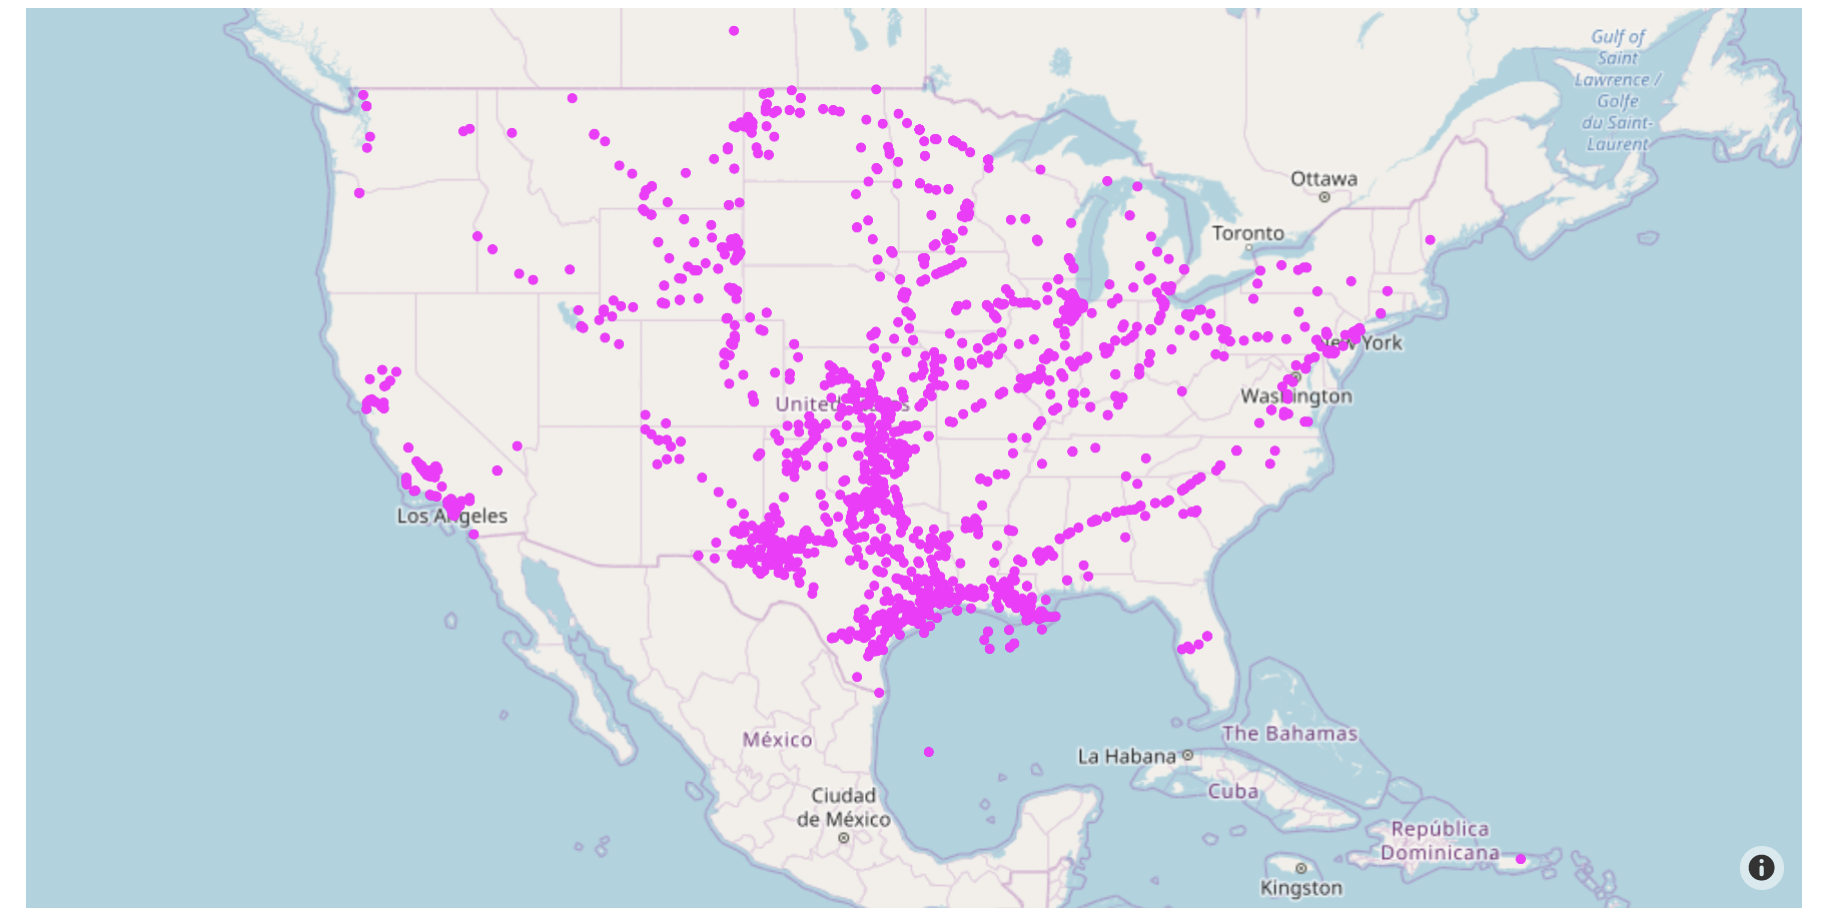 Gulf of
Saint
Lawrence /
Golfe
du Saint-
Laurent
Ottawa
Toronto
New York
Washington
United States
Los Angeles
México
Ciudad
de México
La Habana
The Bahamas
Cuba
República
Dominicana
Kingston